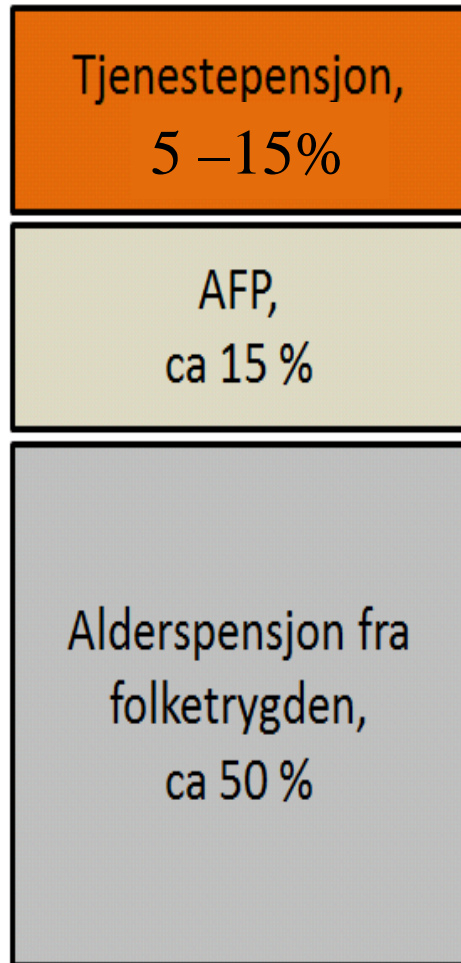 Tjenestepensjon,
5 –15%
AFP,
ca 15 %
Alderspensjon fra
folketrygden,
ca 50 %